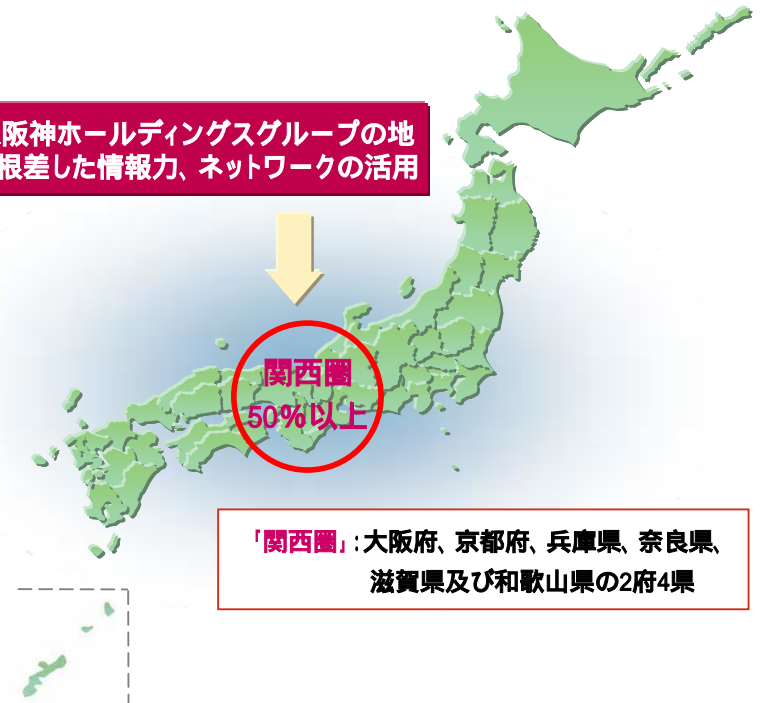 阪神ホールディングスグループの地
根差した情報力、ネットワークの活用
関西圏
50%以上
「関西圏」:大阪府、京都府、兵庫県、奈良県、
滋賀県及び和歌山県の2府4県